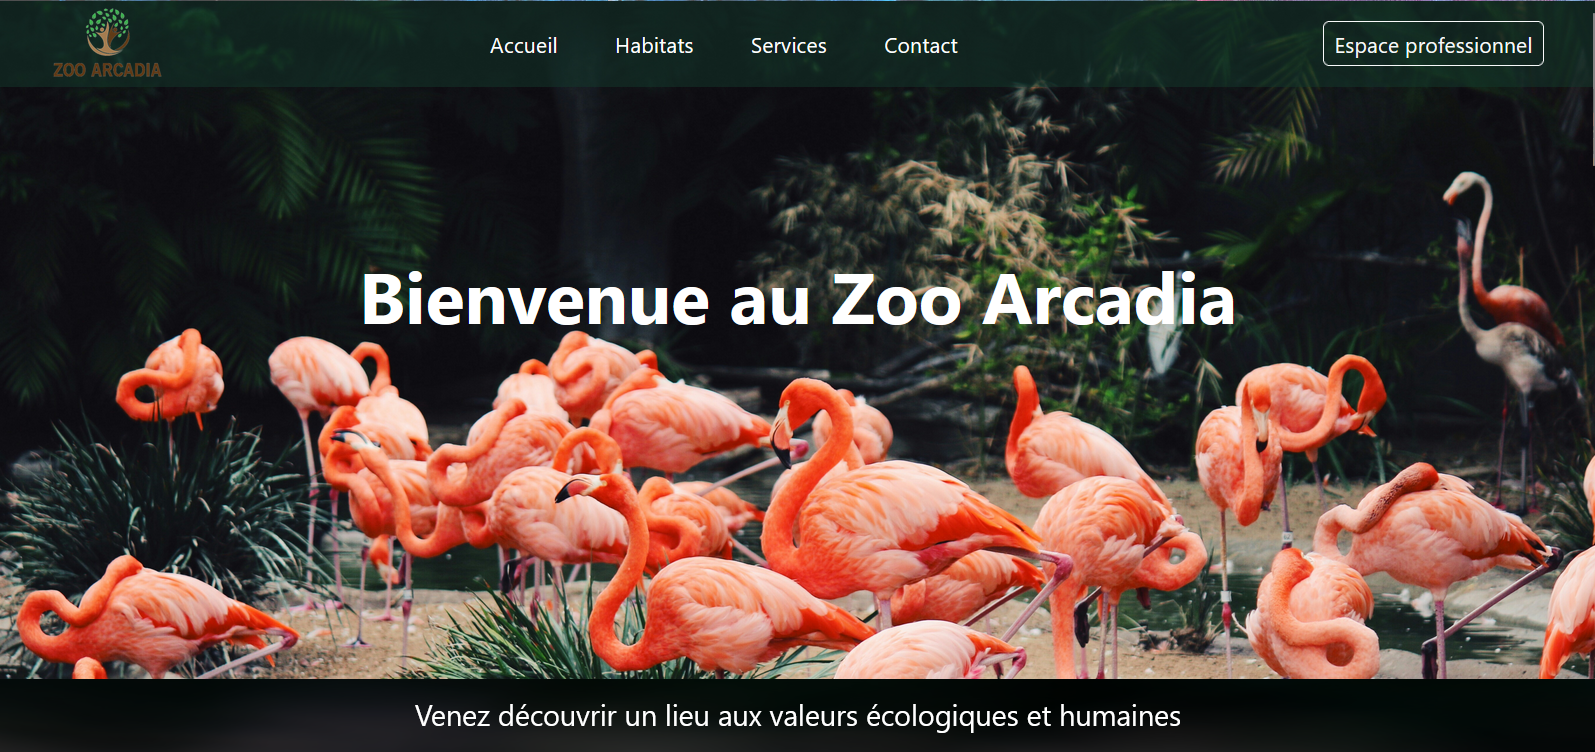 ZOO ARCADIA
Accueil
Habitats
Services
Contact
Espace professionnel
Bienvenue au Zoo Arcadia
Venez découvrir un lieu aux valeurs écologiques et humaines